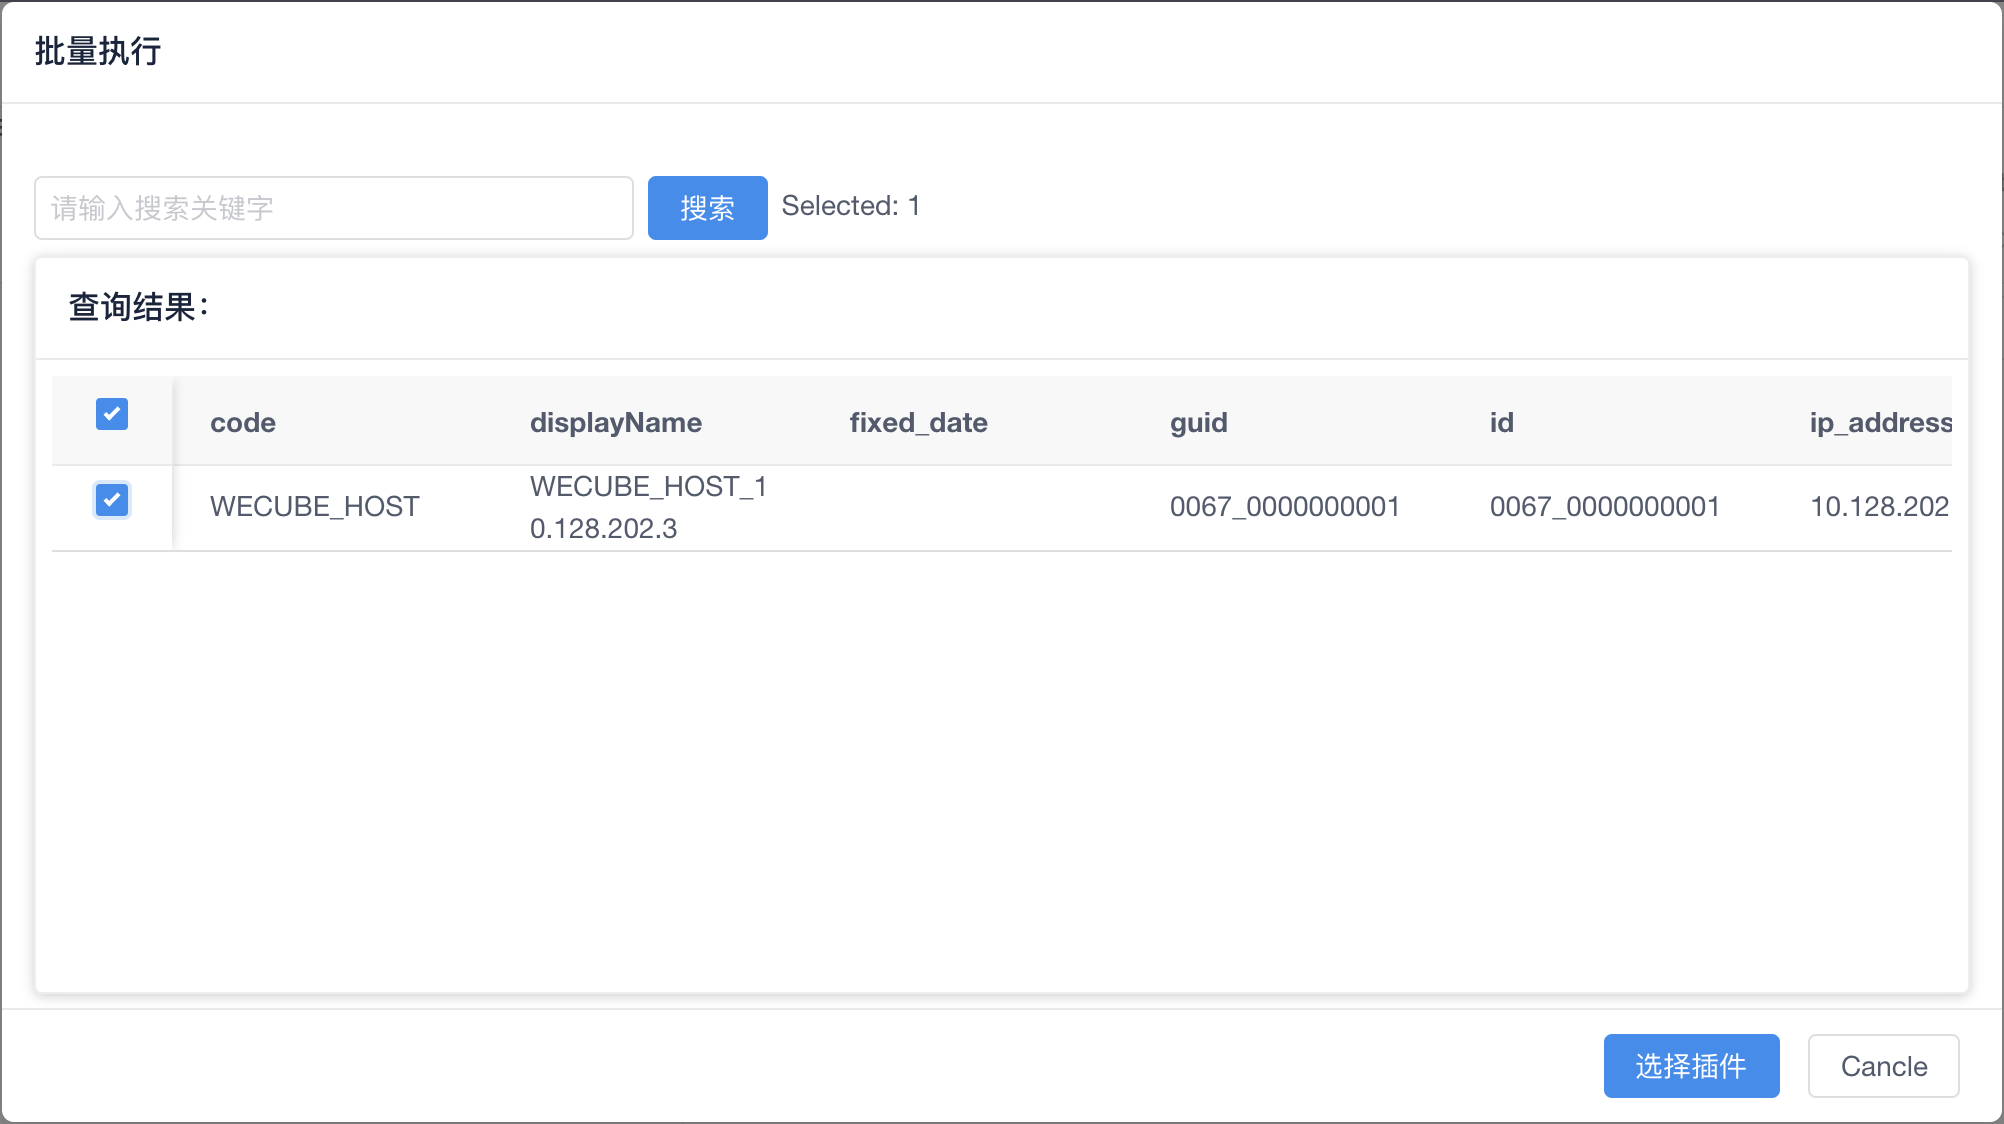 批量执行
请输入搜索关键字
搜索
Selected: 1
查询结果：
code displayName fixed_date guid id ip_address
WECUBE_HOST WECUBE_HOST_1 0067_0000000001 0067_0000000001 10.128.202
0.128.202.3
选择插件
Cancle